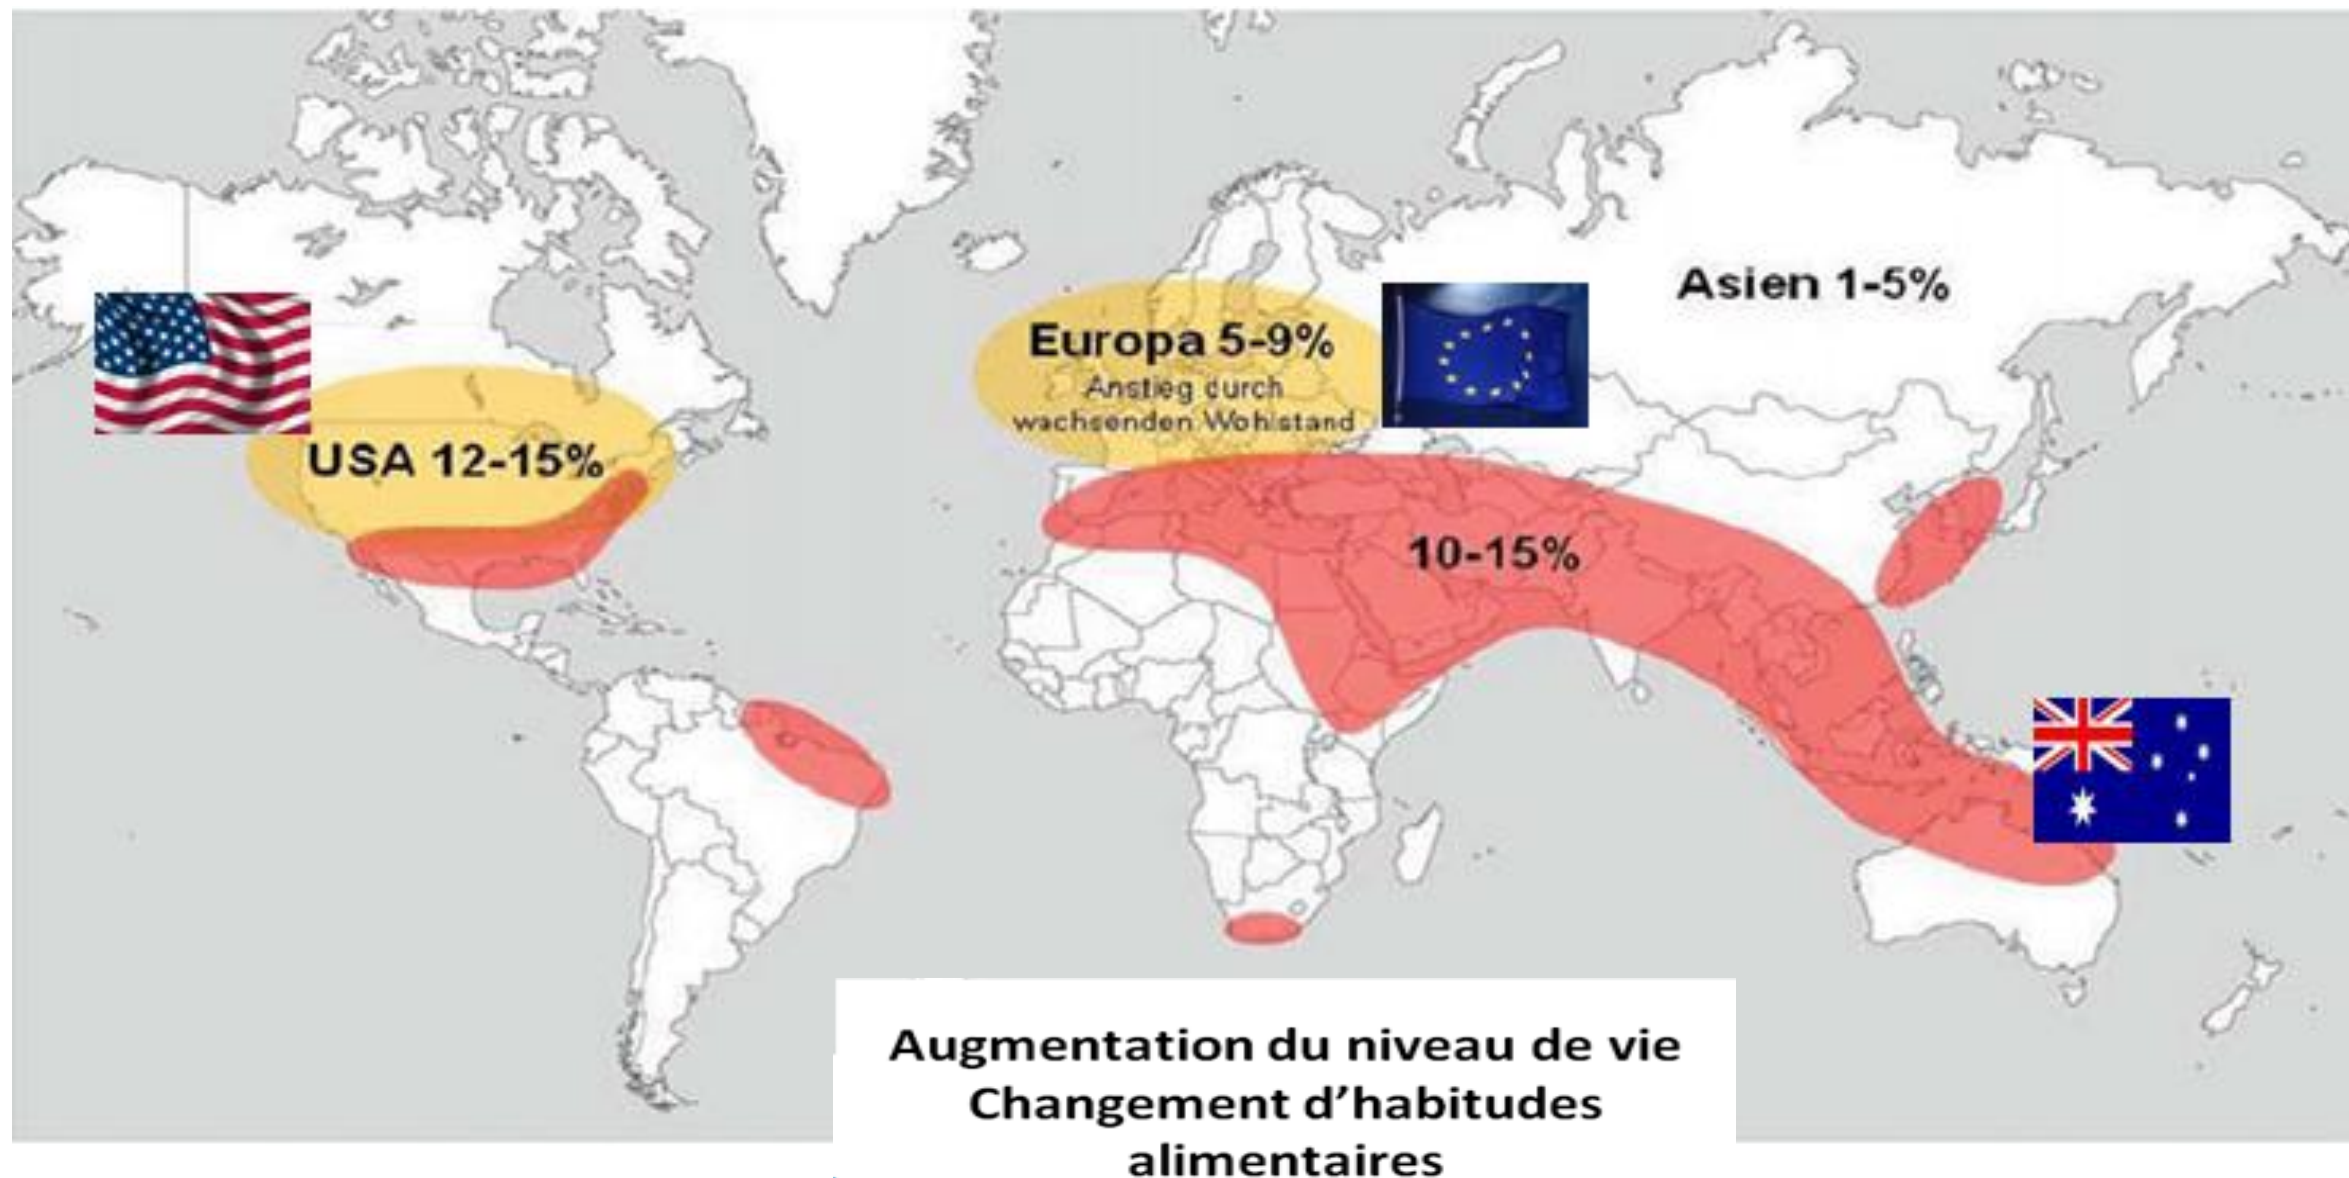 Asien 1-5%
Europa 5-9%
Anstieg durch
wachsenden Wohlstand
USA 12-15%
10-15%
Augmentation du niveau de vie
Changement d’habitudes
alimentaires